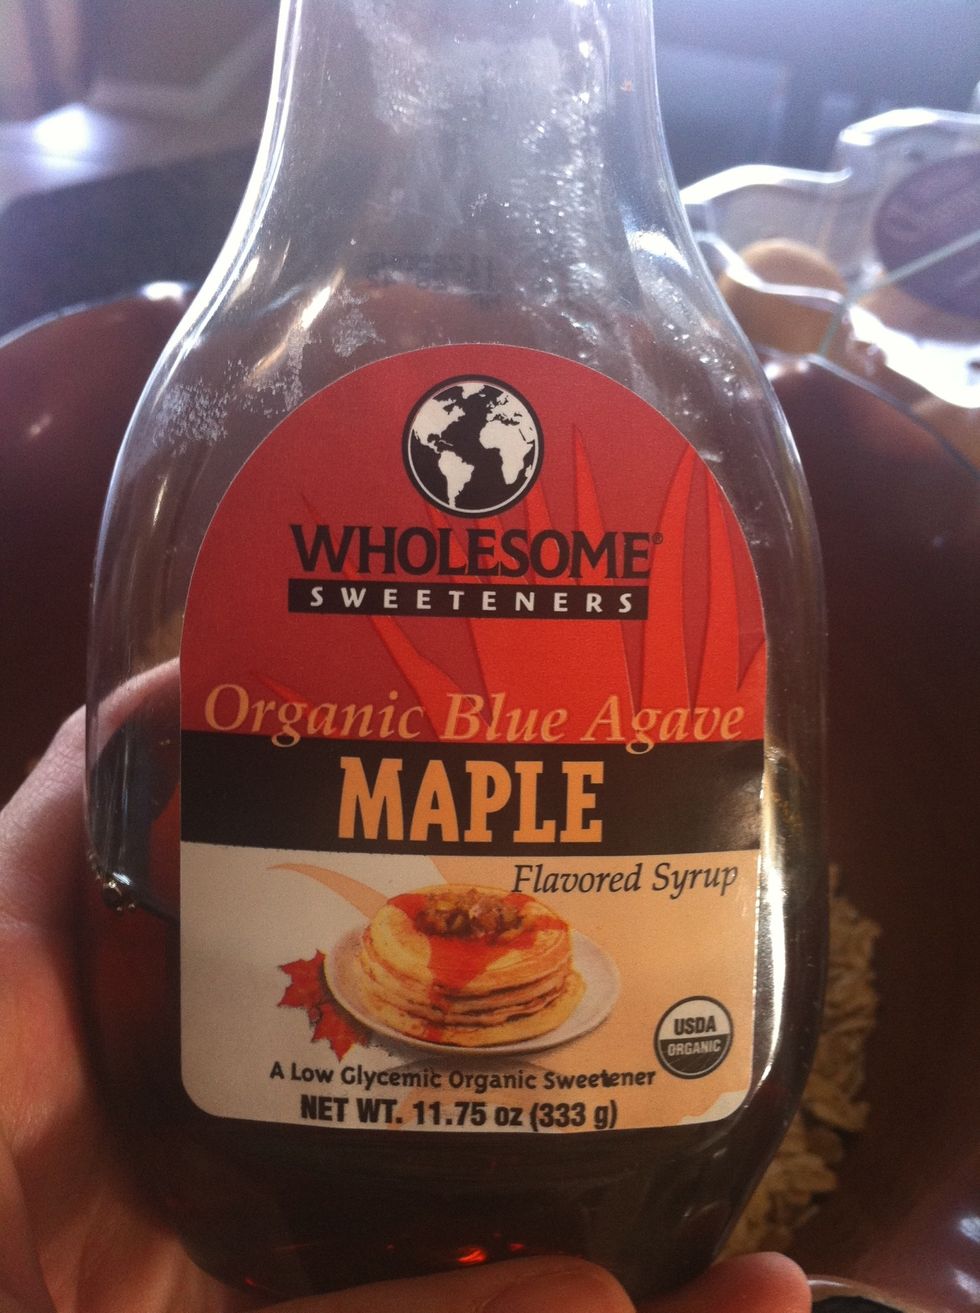 WHOLESOME®
SWEETENERS
Organic Blue Agave
MAPLE
Flavored Syrup
USDA
ORGANIC
A Low Glycemic Organic Sweetener
NET WT. 11.75 oz (333 g)